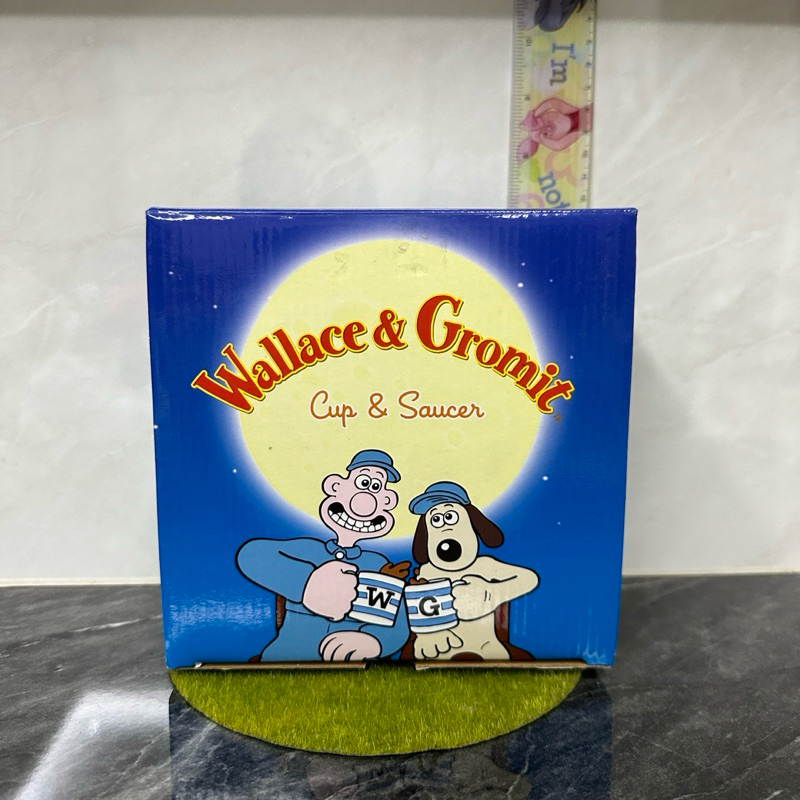 I'm
not
Wallace & Gromit
Cup & Saucer
W G